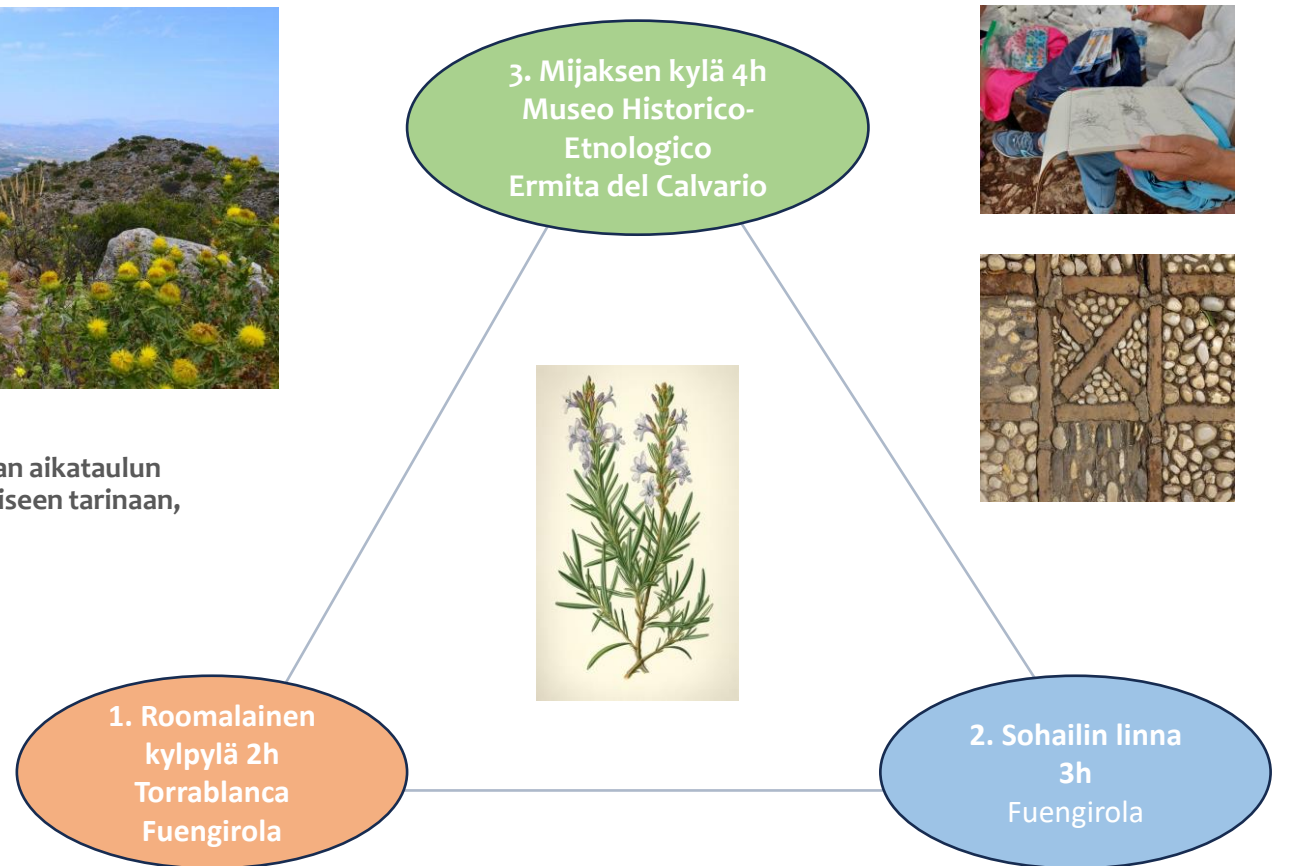 3. Mijaksen kylä 4h
Museo Historico-
Etnologico
Ermita del Calvario
an aikataulun
iseen tarinaan,
1. Roomalainen
kylpylä 2h
Torrablanca
Fuengirola
2. Sohailin linna
3h
Fuengirola